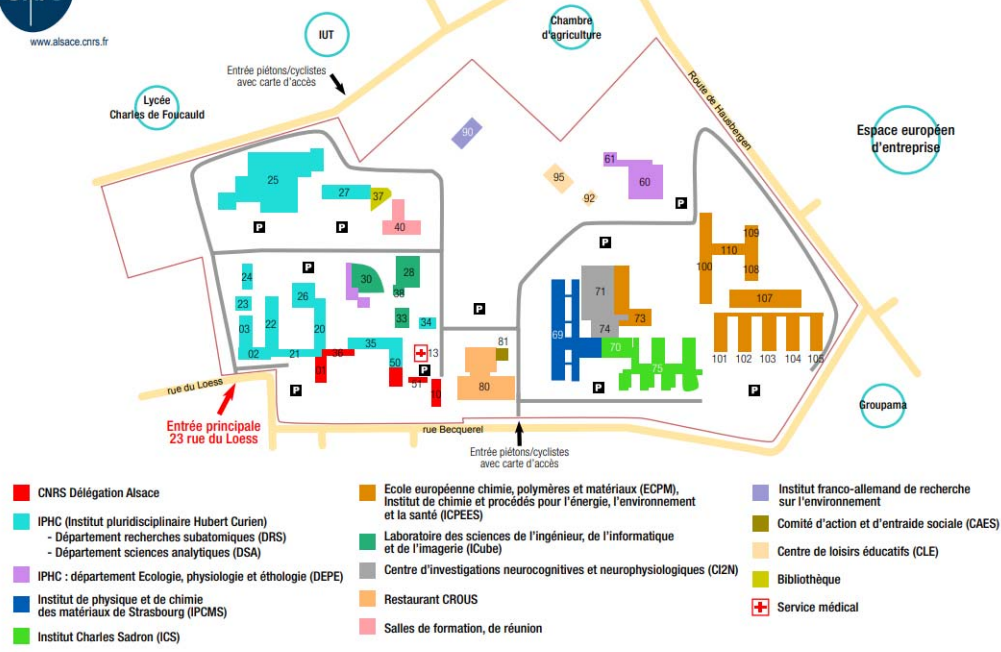 www.alsace.cnrs.fr
IUT
Chambre
d'agriculture
Entrée piétons/cyclistes
avec carte d'accès
Lycée
Charles de Foucauld
Route de Hausbergen
Espace européen
d'entreprise
90
25
27
37
40
P
P
61
60
95
92
P
P
109
110
100
108
107
101
102
103
104
105
P
24
23
03
22
26
20
02
21
30
28
38
33
34
P
35
36
01
50
13
P
51
10
P
81
80
71
74
73
69
70
75
P
P
rue du Loess
Entrée principale
23 rue du Loess
P
rue Becquerel
Entrée piétons/cyclistes
avec carte d'accès
Groupama
CNRS Délégation Alsace
IPHC (Institut pluridisciplinaire Hubert Curien)
- Département recherches subatomiques (DRS)
- Département sciences analytiques (DSA)
IPHC : département Ecologie, physiologie et éthologie (DEPE)
Institut de physique et de chimie
des matériaux de Strasbourg (IPCMS)
Institut Charles Sadron (ICS)
Ecole européenne chimie, polymères et matériaux (ECPM),
Institut de chimie et procédés pour l'énergie, l'environnement
et la santé (ICPEES)
Laboratoire des sciences de l'ingénieur, de l'informatique
et de l'imagerie (ICube)
Centre d'investigations neurocognitives et neurophysiologiques (CI2N)
Restaurant CROUS
Salles de formation, de réunion
Institut franco-allemand de recherche
sur l'environnement
Comité d'action et d'entraide sociale (CAES)
Centre de loisirs éducatifs (CLE)
Bibliothèque
Service médical